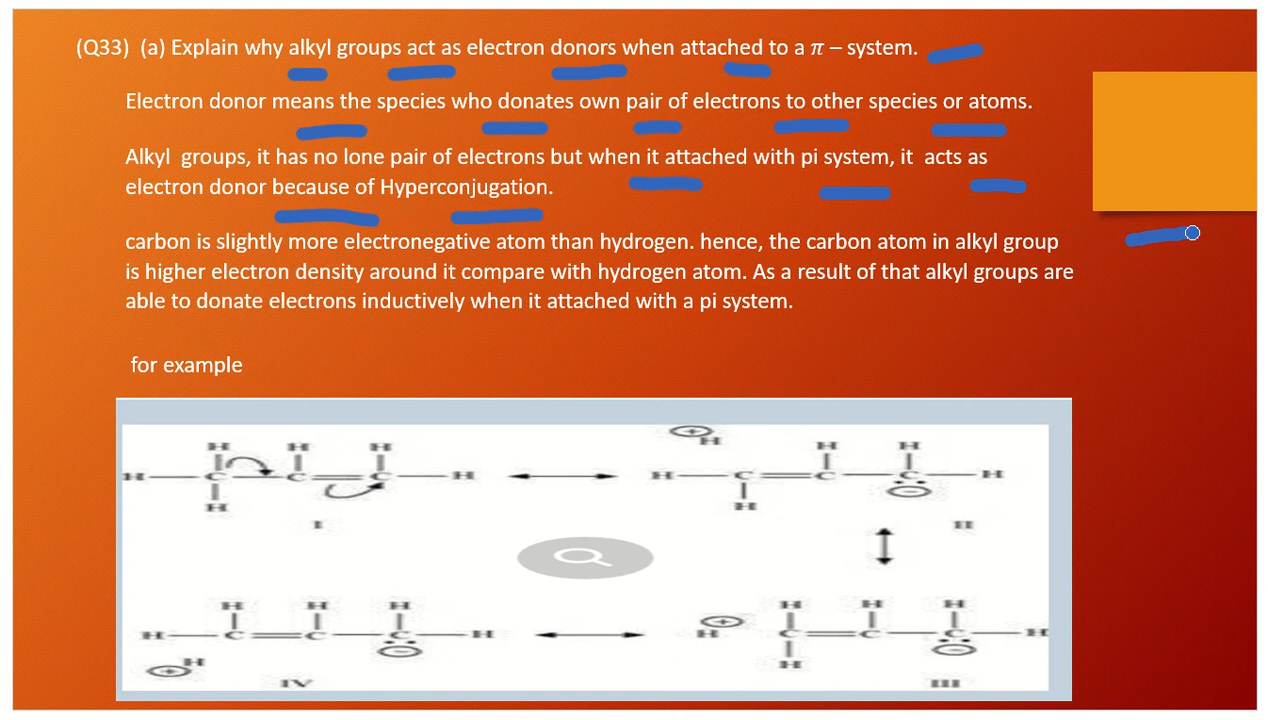 (Q33) (a) Explain why alkyl groups act as electron donors when attached to a π – system.
Electron donor means the species who donates own pair of electrons to other species or atoms.
Alkyl groups, it has no lone pair of electrons but when it attached with pi system, it acts as
electron donor because of Hyperconjugation.
carbon is slightly more electronegative atom than hydrogen. hence, the carbon atom in alkyl group
is higher electron density around it compare with hydrogen atom. As a result of that alkyl groups are
able to donate electrons inductively when it attached with a pi system.
for example
H H H + H H H
H C C C H H C C C H
H H −
I II
H H H H H H
H C C C H + H C C C H
+ H − H −
IV III